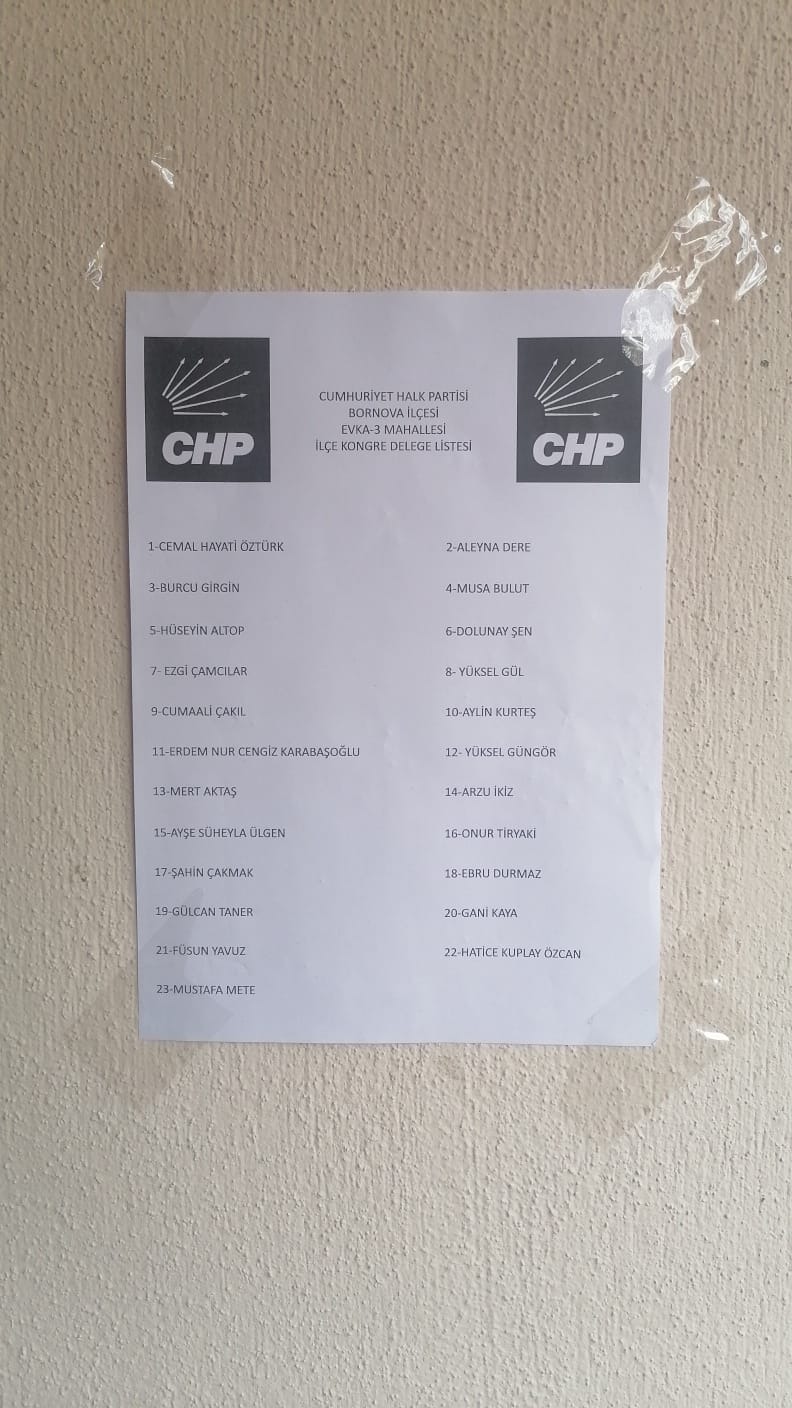 CHP
CUMHURİYET HALK PARTİSİ
BORNOVA İLÇESİ
EVKA-3 MAHALLESİ
İLÇE KONGRE DELEGE LİSTESİ
CHP
1-CEMAL HAYATİ ÖZTÜRK
2-ALEYNA DERE
3-BURCU GİRGİN
4-MUSA BULUT
5-HÜSEYİN ALTOP
6-DOLUNAY ŞEN
7- EZGİ ÇAMCILAR
8- YÜKSEL GÜL
9-CUMAALİ ÇAKIL
10-AYLİN KURTEŞ
11-ERDEM NUR CENGİZ KARABAŞOĞLU
12- YÜKSEL GÜNGÖR
13-MERT AKTAŞ
14-ARZU İKİZ
15-AYŞE SÜHEYLA ÜLGEN
16-ONUR TİRYAKİ
17-ŞAHİN ÇAKMAK
18-EBRU DURMAZ
19-GÜLCAN TANER
20-GANİ KAYA
21-FÜSUN YAVUZ
22-HATİCE KUPLAY ÖZCAN
23-MUSTAFA METE